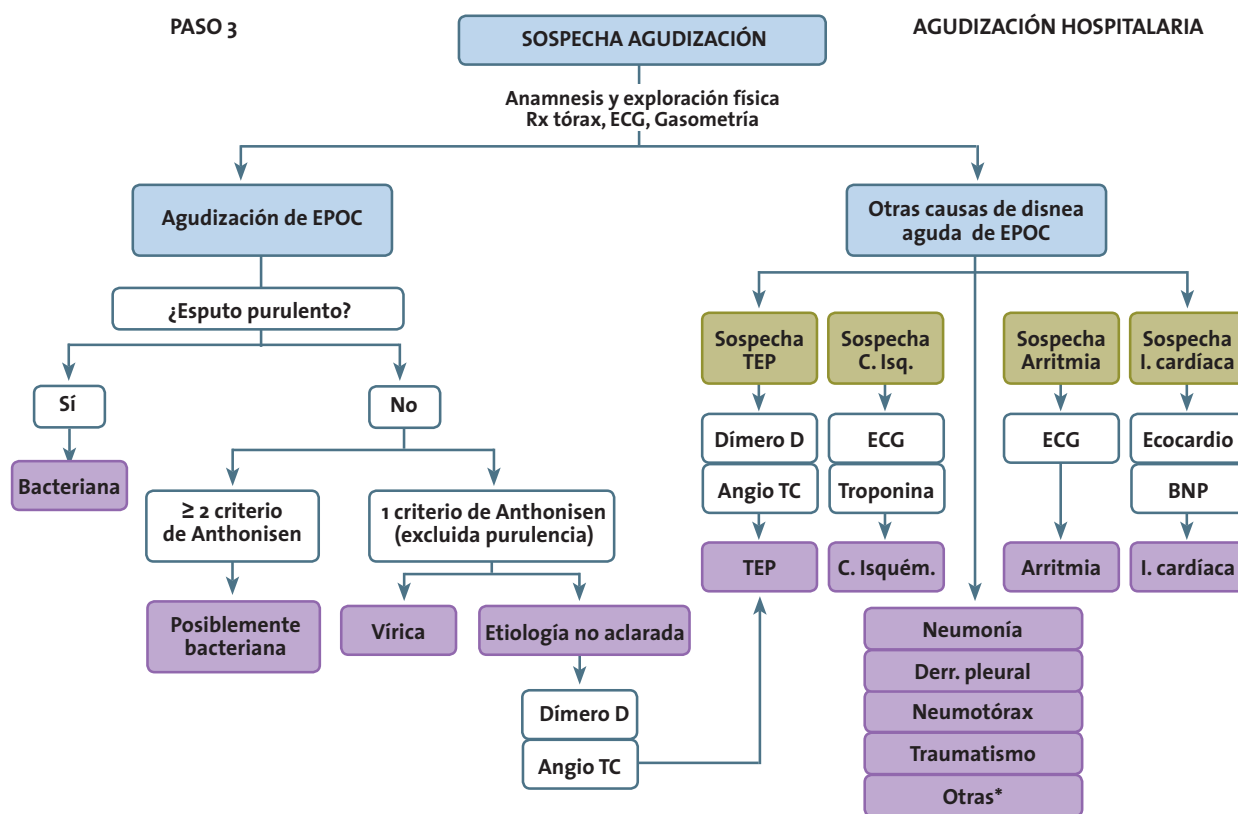 PASO 3
SOSPECHA AGUDIZACIÓN
AGUDIZACIÓN HOSPITALARIA
Anamnesis y exploración física
Rx tórax, ECG, Gasometría
Agudización de EPOC
¿Esputo purulento?
Sí
No
Bacteriana
≥ 2 criterio
de Anthonisen
1 criterio de Anthonisen
(excluida purulencia)
Posiblemente
bacteriana
Vírica
Etiología no aclarada
Dímero D
Angio TC
Otras causas de disnea
aguda de EPOC
Sospecha
TEP
Dímero D
Angio TC
TEP
Sospecha
C. Isq.
ECG
Troponina
C. Isquém.
Sospecha
Arritmia
ECG
Arritmia
Sospecha
I. cardíaca
Ecocardio
BNP
I. cardíaca
Neumonía
Derr. pleural
Neumotórax
Traumatismo
Otras*